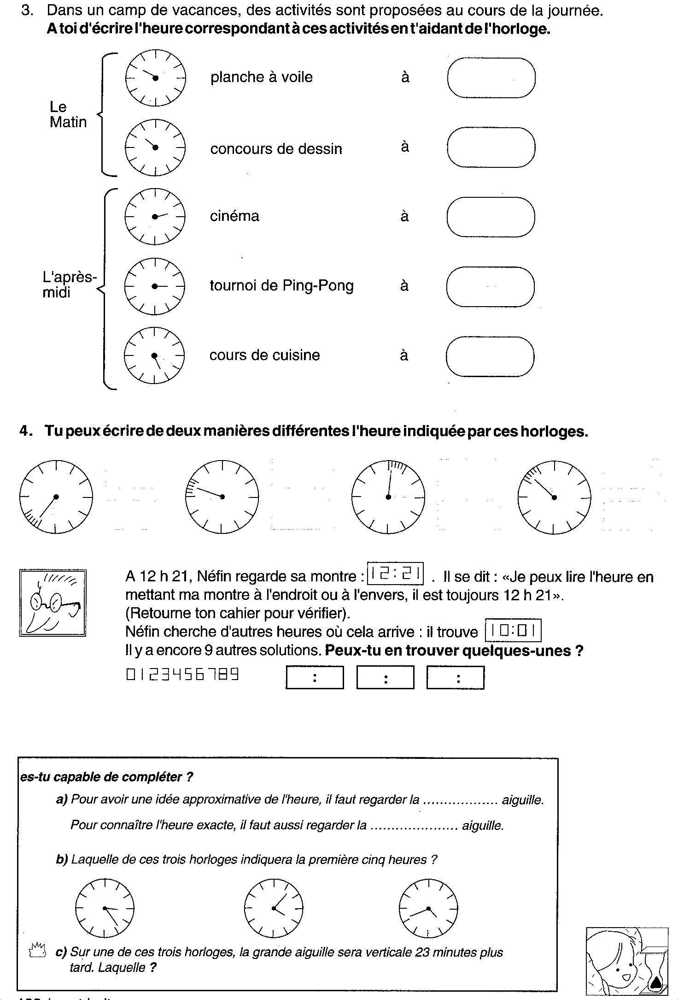 3. Dans un camp de vacances, des activités sont proposées au cours de la journée.
A toi d'écrire l'heure correspondant à ces activités en t'aidant de l'horloge.
planche à voile à
Le
Matin
concours de dessin à
cinéma à
L'après-
midi
tournoi de Ping-Pong à
cours de cuisine à
4. Tu peux écrire de deux manières différentes l'heure indiquée par ces horloges.
A 12 h 21, Néfin regarde sa montre : 12:21 . Il se dit : «Je peux lire l'heure en
mettant ma montre à l'endroit ou à l'envers, il est toujours 12 h 21».
(Retourne ton cahier pour vérifier).
Néfin cherche d'autres heures où cela arrive : il trouve 10:01
Il y a encore 9 autres solutions. Peux-tu en trouver quelques-unes ?
0123456789 : : :
es-tu capable de compléter ?
a) Pour avoir une idée approximative de l'heure, il faut regarder la .................. aiguille.
Pour connaître l'heure exacte, il faut aussi regarder la ..................... aiguille.
b) Laquelle de ces trois horloges indiquera la première cinq heures ?
c) Sur une de ces trois horloges, la grande aiguille sera verticale 23 minutes plus
tard. Laquelle ?